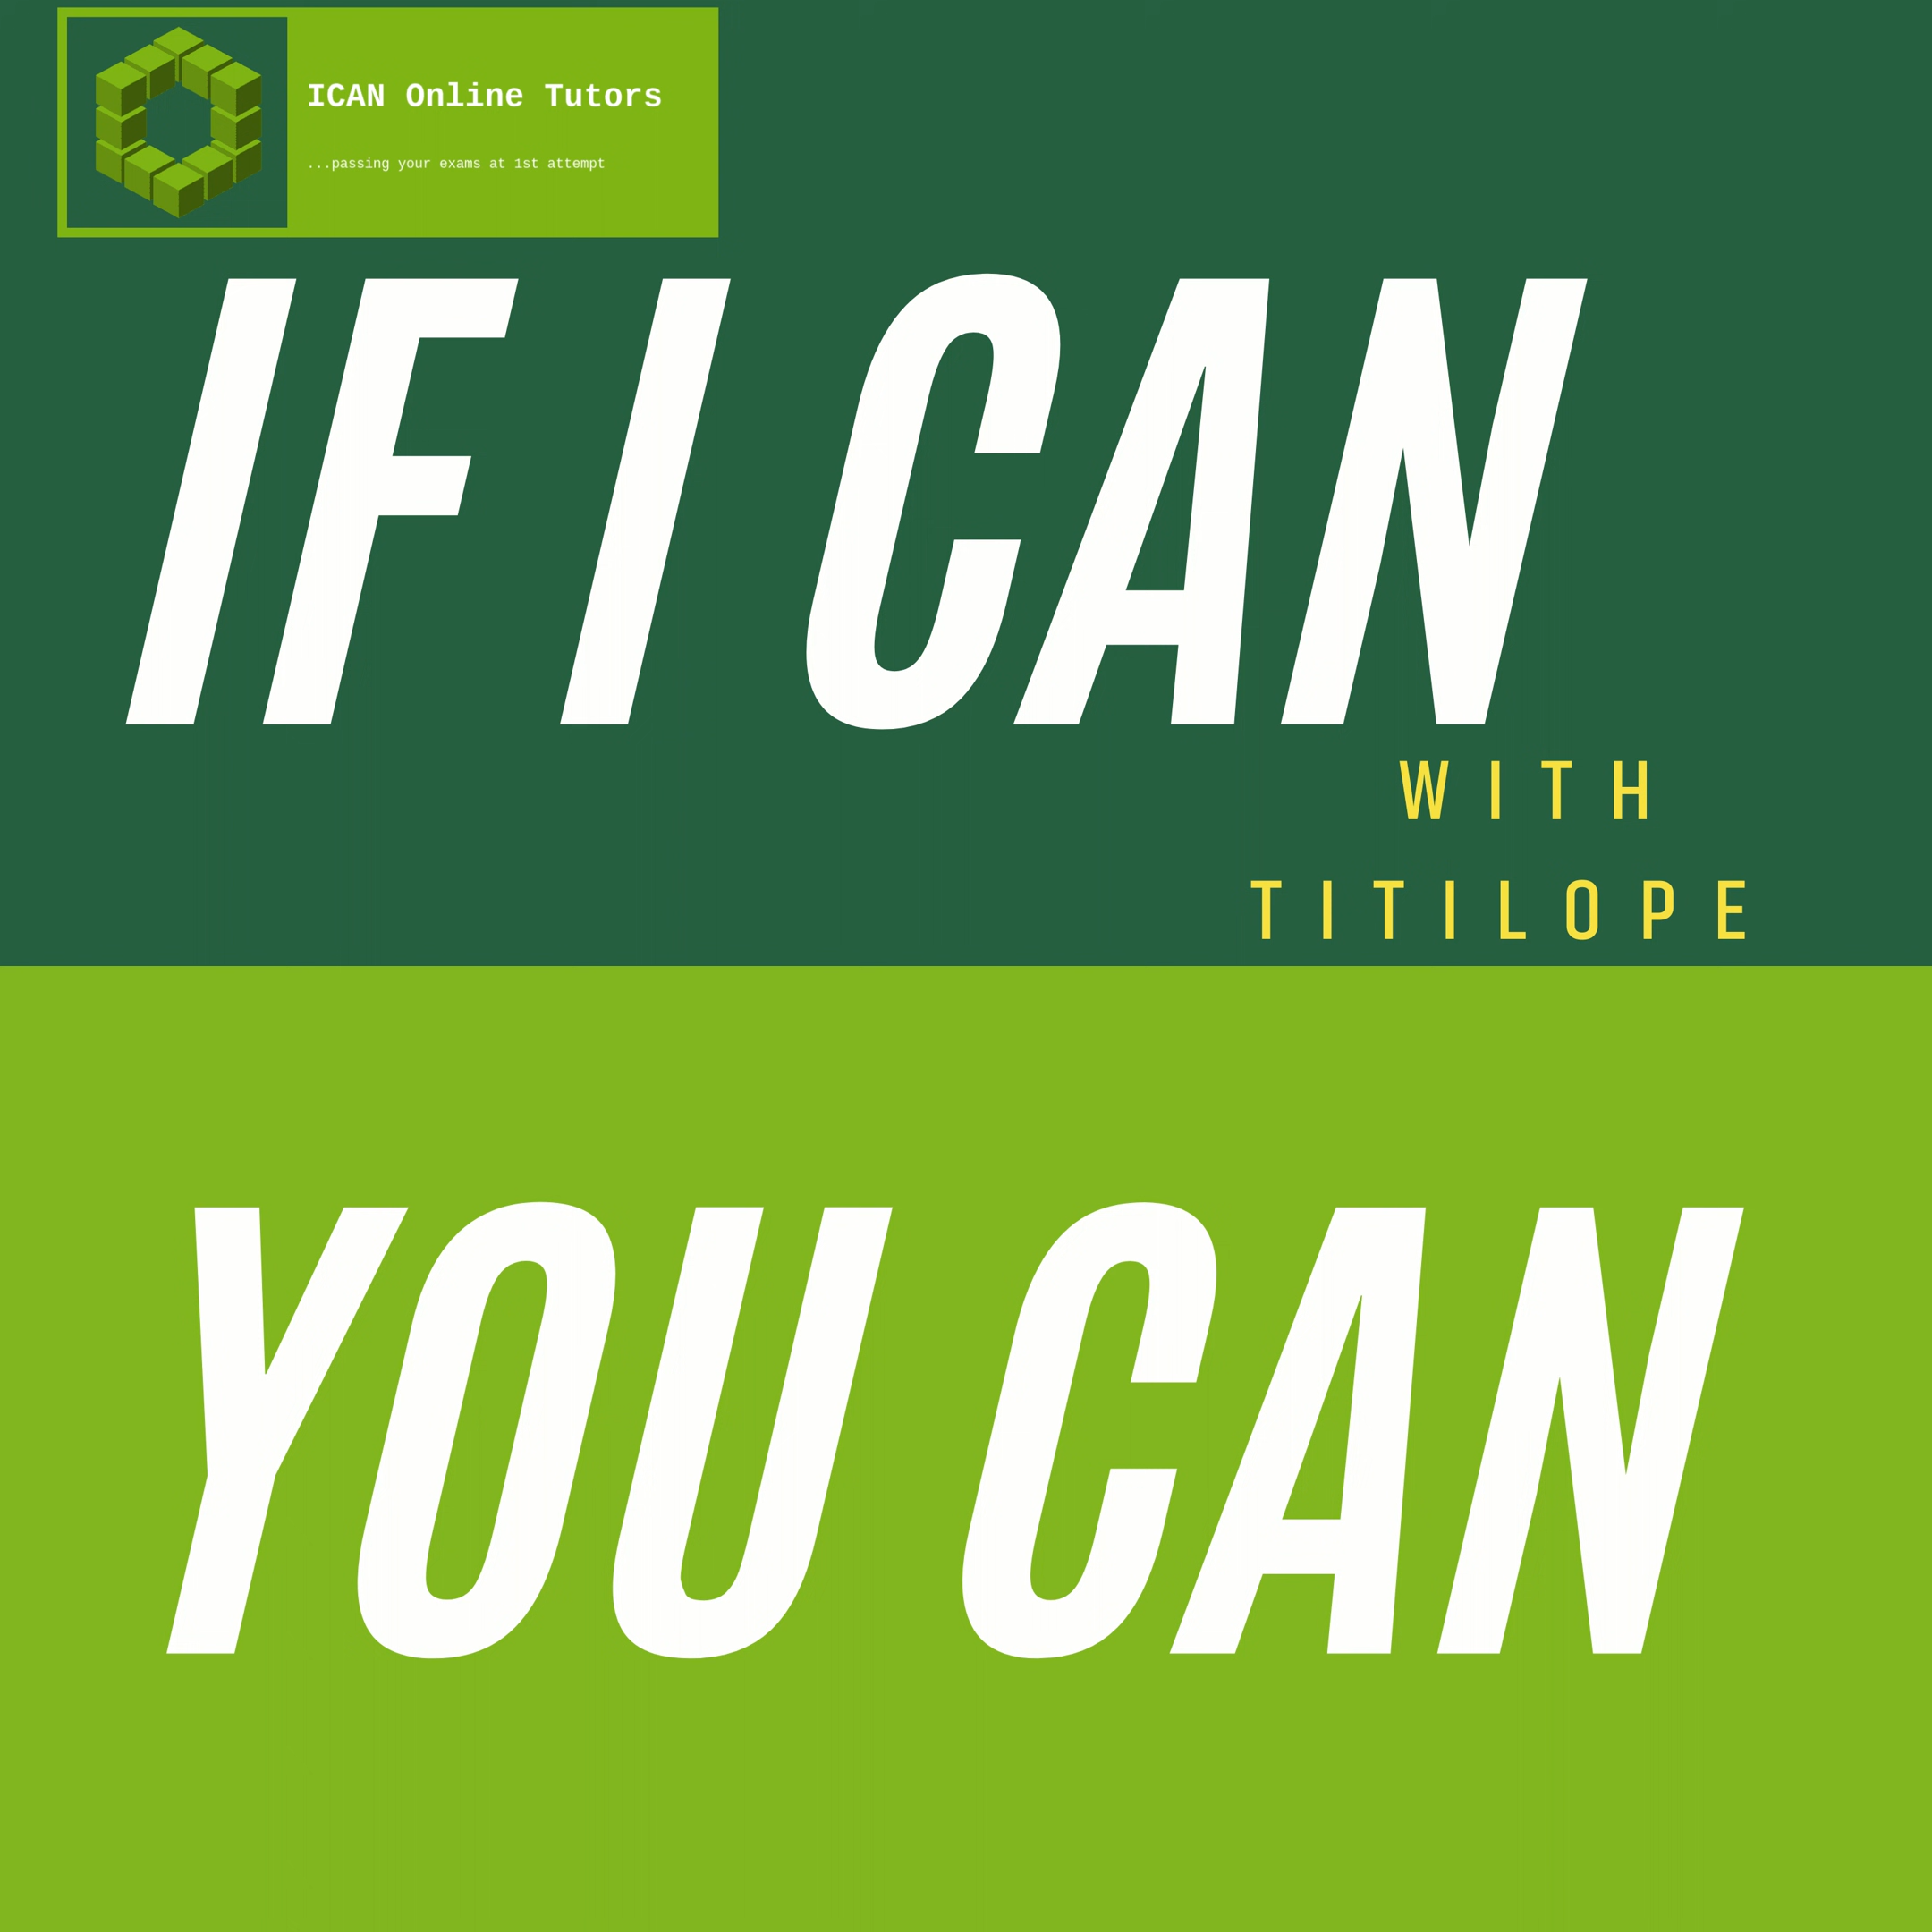 ICAN Online Tutors
...passing your exams at 1st attempt
IF I CAN
WITH
TITILOPE
YOU CAN